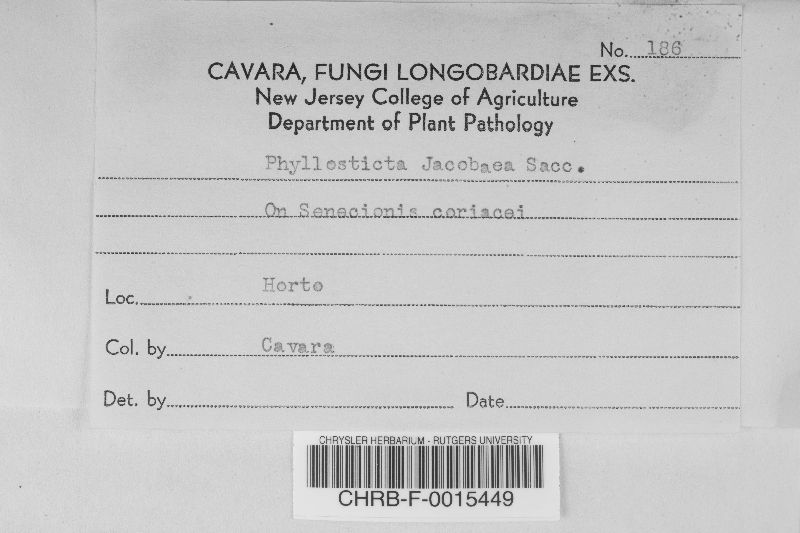 No. 186
CAVARA, FUNGI LONGOBARDIAE EXS.
New Jersey College of Agriculture
Department of Plant Pathology
Phyllosticta Jacobaea Sacc.
On Senecionis coriacei
Loc. Horto
Col. by Cavara
Det. by Date
CHRYSLER HERBARIUM - RUTGERS UNIVERSITY
CHRB-F-0015449